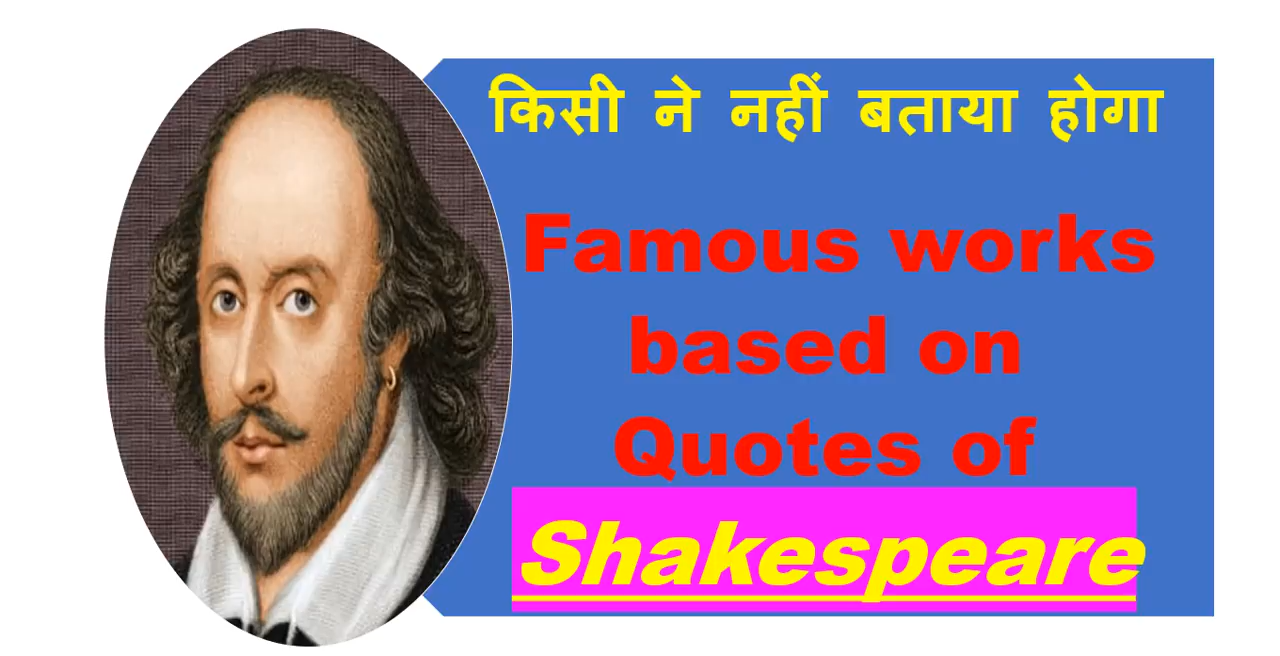 किसी ने नहीं बताया होगा
Famous works
based on
Quotes of
Shakespeare